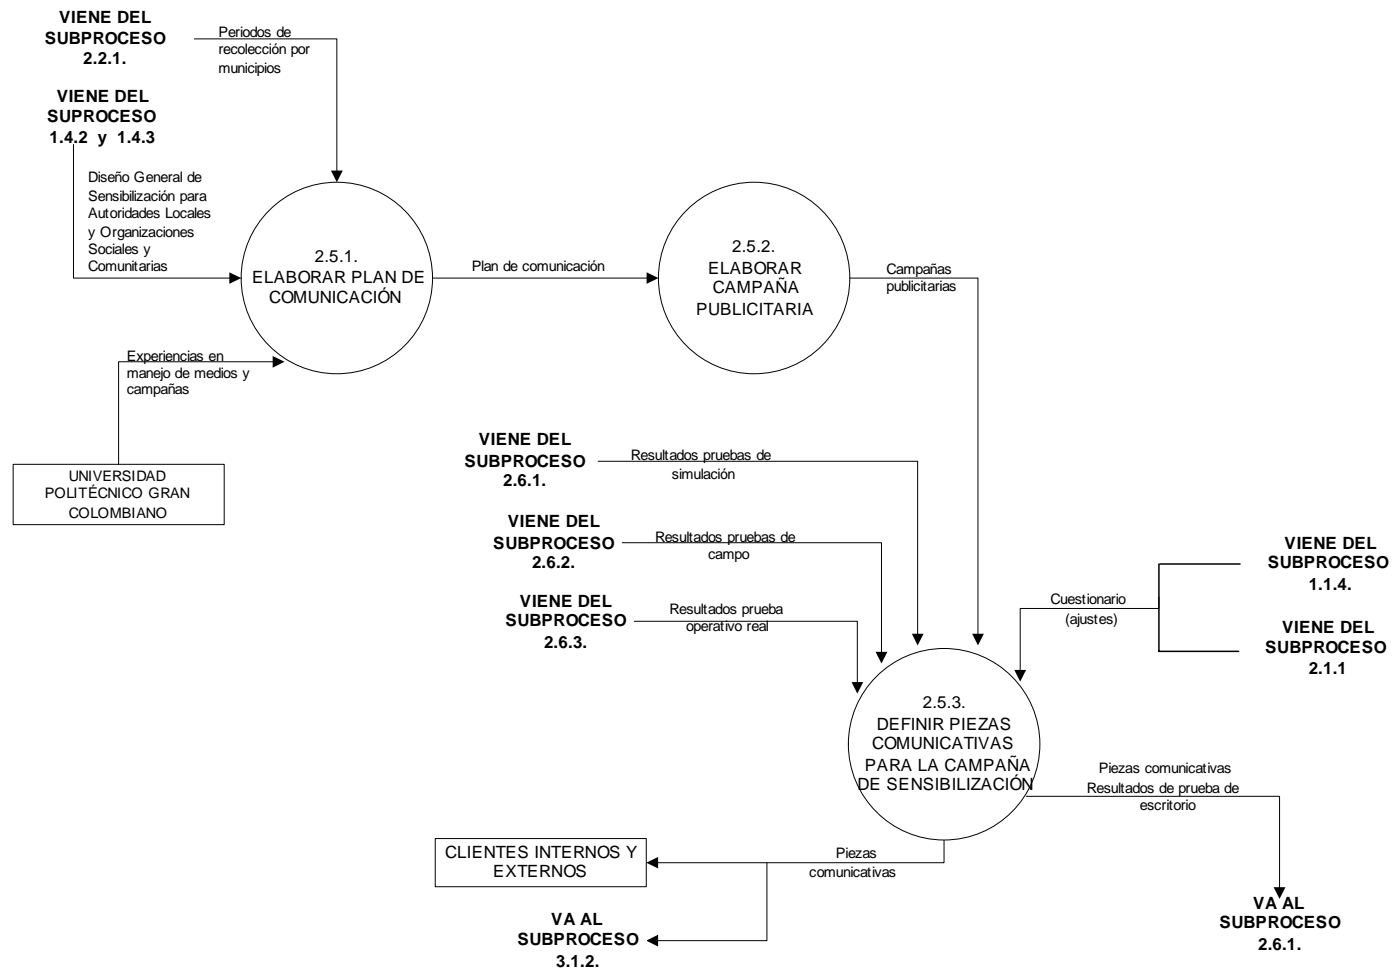 VIENE DEL
SUBPROCESO
2.2.1.
Periodos de
recolección por
municipios
VIENE DEL
SUPROCESO
1.4.2 y 1.4.3
Diseño General de
Sensibilización para
Autoridades Locales
y Organizaciones
Sociales y
Comunitarias
2.5.1.
ELABORAR PLAN DE
COMUNICACIÓN
Plan de comunicación
2.5.2.
ELABORAR
CAMPAÑA
PUBLICITARIA
Campañas
publicitarias
Experiencias en
manejo de medios y
campañas
UNIVERSIDAD
POLITÉCNICO GRAN
COLOMBIANO
VIENE DEL
SUBPROCESO
2.6.1.
Resultados pruebas de
simulación
VIENE DEL
SUBPROCESO
2.6.2.
Resultados pruebas de
campo
VIENE DEL
SUBPROCESO
2.6.3.
Resultados prueba
operativo real
Cuestionario
(ajustes)
VIENE DEL
SUBPROCESO
1.1.4.
VIENE DEL
SUBPROCESO
2.1.1
2.5.3.
DEFINIR PIEZAS
COMUNICATIVAS
PARA LA CAMPAÑA
DE SENSIBILIZACIÓN
Piezas comunicativas
Resultados de prueba de
escritorio
CLIENTES INTERNOS Y
EXTERNOS
Piezas
comunicativas
VA AL
SUBPROCESO
3.1.2.
VA AL
SUBPROCESO
2.6.1.